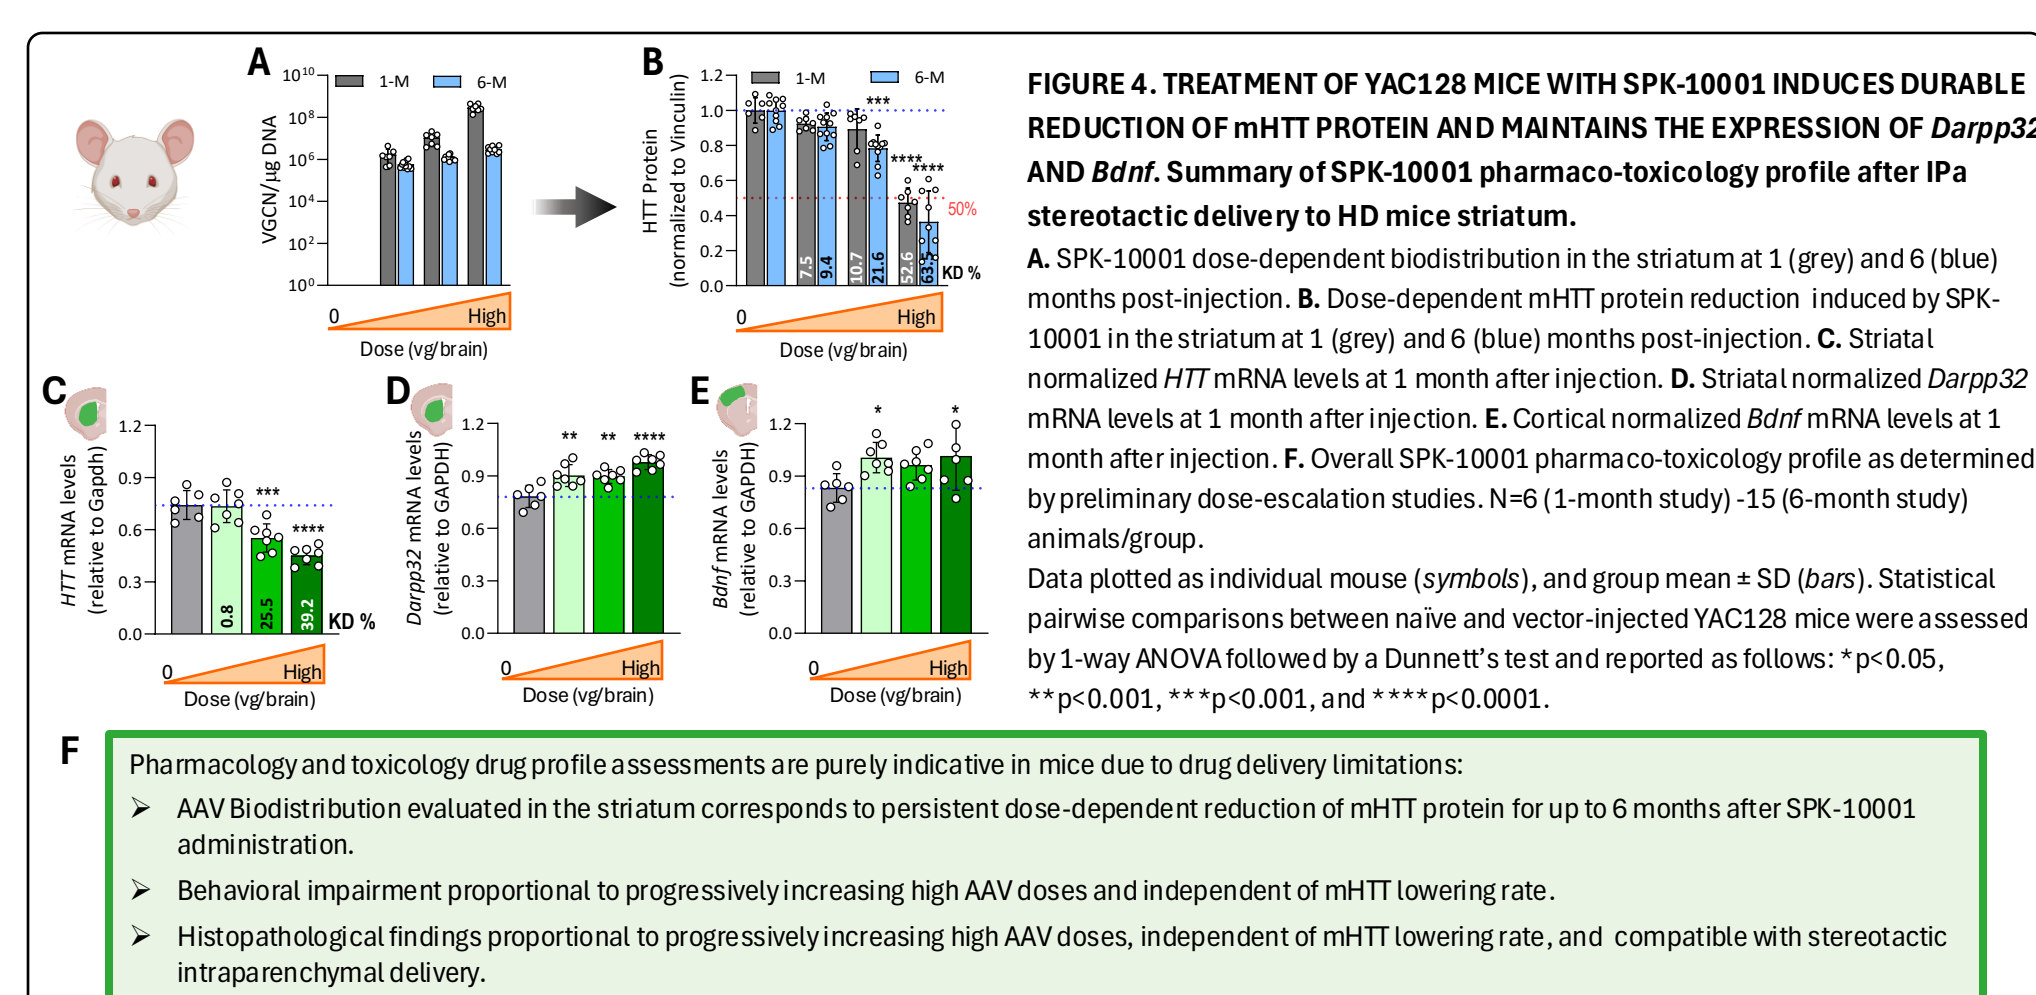 A
10¹⁰
10⁸
10⁶
10⁴
10²
10⁰
VGCN/µg DNA
1-M
6-M
0
High
Dose (vg/brain)
B
1.2
1.0
0.8
0.6
0.4
0.2
0.0
HTT Protein
(normalized to Vinculin)
1-M
6-M
***
****
****
50%
7.5
9.4
10.7
21.6
52.6
KD %
0
High
Dose (vg/brain)
C
1.2
0.9
0.6
0.3
0.0
HTT mRNA levels
(relative to Gapdh)
***
****
0.8
25.5
39.2
KD %
0
High
Dose (vg/brain)
D
1.2
0.9
0.6
0.3
0.0
Darpp32 mRNA levels
(relative to GAPDH)
**
**
****
0
High
Dose (vg/brain)
E
1.2
0.9
0.6
0.3
0.0
Bdnf mRNA levels
(relative to GAPDH)
*
*
0
High
Dose (vg/brain)
FIGURE 4. TREATMENT OF YAC128 MICE WITH SPK-10001 INDUCES DURABLE
REDUCTION OF mHTT PROTEIN AND MAINTAINS THE EXPRESSION OF Darpp32
AND Bdnf. Summary of SPK-10001 pharmaco-toxicology profile after IPa
stereotactic delivery to HD mice striatum.
A. SPK-10001 dose-dependent biodistribution in the striatum at 1 (grey) and 6 (blue)
months post-injection. B. Dose-dependent mHTT protein reduction induced by SPK-
10001 in the striatum at 1 (grey) and 6 (blue) months post-injection. C. Striatal
normalized HTT mRNA levels at 1 month after injection. D. Striatal normalized Darpp32
mRNA levels at 1 month after injection. E. Cortical normalized Bdnf mRNA levels at 1
month after injection. F. Overall SPK-10001 pharmaco-toxicology profile as determined
by preliminary dose-escalation studies. N=6 (1-month study) -15 (6-month study)
animals/group.
Data plotted as individual mouse (symbols), and group mean ± SD (bars). Statistical
pairwise comparisons between naïve and vector-injected YAC128 mice were assessed
by 1-way ANOVA followed by a Dunnett's test and reported as follows: *p<0.05,
**p<0.001, ***p<0.001, and ****p<0.0001.
F
Pharmacology and toxicology drug profile assessments are purely indicative in mice due to drug delivery limitations:
➢ AAV Biodistribution evaluated in the striatum corresponds to persistent dose-dependent reduction of mHTT protein for up to 6 months after SPK-10001
administration.
➢ Behavioral impairment proportional to progressively increasing high AAV doses and independent of mHTT lowering rate.
➢ Histopathological findings proportional to progressively increasing high AAV doses, independent of mHTT lowering rate, and compatible with stereotactic
intraparenchymal delivery.